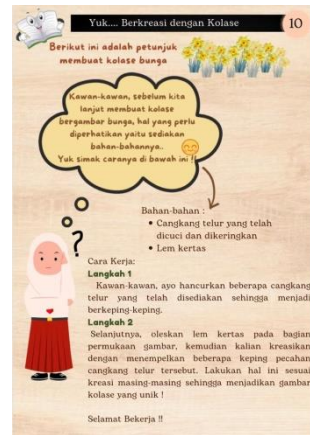 Yuk.... Berkreasi dengan Kolase
10
Berikut ini adalah petunjuk
membuat kolase bunga
Kawan-kawan, sebelum kita
lanjut membuat kolase
bergambar bunga, hal yang perlu
diperhatikan yaitu sediakan
bahan-bahannya..
Yuk simak caranya di bawah ini !
Bahan-bahan :
• Cangkang telur yang telah
dicuci dan dikeringkan
• Lem kertas
?
Cara Kerja:
Langkah 1
Kawan-kawan, ayo hancurkan beberapa cangkang
telur yang telah disediakan sehingga menjadi
berkeping-keping.
Langkah 2
Selanjutnya, oleskan lem kertas pada bagian
permukaan gambar, kemudian kalian kreasikan
dengan menempelkan beberapa keping pecahan
cangkang telur tersebut. Lakukan hal ini sesuai
kreasi masing-masing sehingga menjadikan gambar
kolase yang unik !
Selamat Bekerja !!